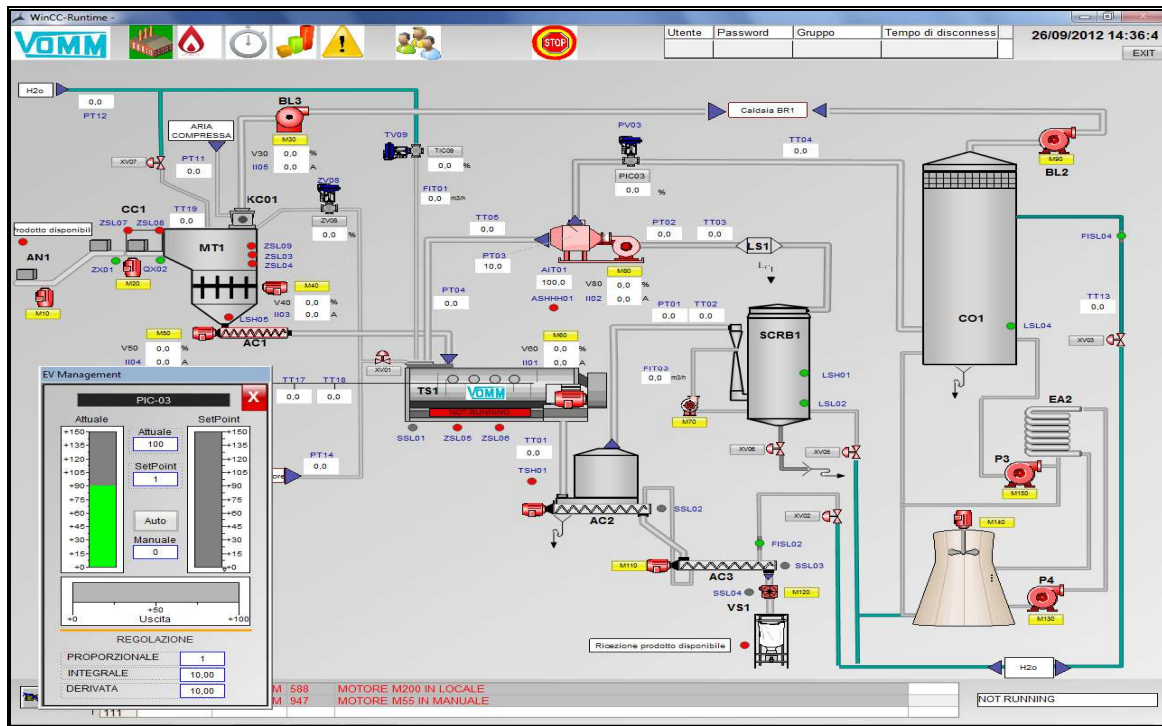 WinCC-Runtime -
VOMM
STOP
Utente Password Gruppo Tempo di disconness
26/09/2012 14:36:4
EXIT
H2o
0,0
PT12
ARIA
COMPRESSA
BL3
M30
V30 0,0 %
II05 0,0 A
XV07
PT11
0,0
TV09
TIC09
0,0 %
FIT01
0,0 m3/h
PV03
PIC03
0,0 %
Caldaia BR1
TT04
0,0
M90
BL2
ZV08
ZV08
0,0 %
KC01
CC1
ZSL07 ZSL08
TT19
0,0
Prodotto disponibili
AN1
ZX01
M20
QX02
M10
MT1
ZSL09
ZSL03
ZSL04
M40
V40 0,0 %
II03 0,0 A
LSH05
M50
AC1
V50 0,0 %
II04 0,0 A
TT05
0,0
PT03
10,0
AIT01
100,0
ASHHH01
M80
V80 0,0 %
II02 0,0 A
PT02 TT03
0,0 0,0
LS1
PT04
0,0
PT01 TT02
0,0 0,0
SCRB1
LSH01
LSL02
FIT03
0,0 m3/h
M70
XV06
XV05
CO1
LSL04
FISL04
TT13
0,0
XV03
EA2
P3
M150
M140
P4
M130
H2o
XV01
M60
V60 0,0 %
II01 0,0 A
TS1
VOMM
NOT RUNNING
SSL01 ZSL05 ZSL06
TT17 TT18
0,0 0,0
PT14
0,0
TT01
0,0
TSH01
AC2
SSL02
M110
AC3
SSL03
FISL02
XV02
SSL04
M120
VS1
Ricezione prodotto disponibile
EV Management
X
PIC-03
Attuale
SetPoint
+150
+135
+120
+105
+90
+75
+60
+45
+30
+15
+0
Attuale
100
SetPoint
1
Auto
Manuale
0
+150
+135
+120
+105
+90
+75
+60
+45
+30
+15
+0
+0 +50 +100
Uscita
REGOLAZIONE
PROPORZIONALE 1
INTEGRALE 10,00
DERIVATA 10,00
M 588 MOTORE M200 IN LOCALE
M 947 MOTORE M55 IN MANUALE
111
NOT RUNNING